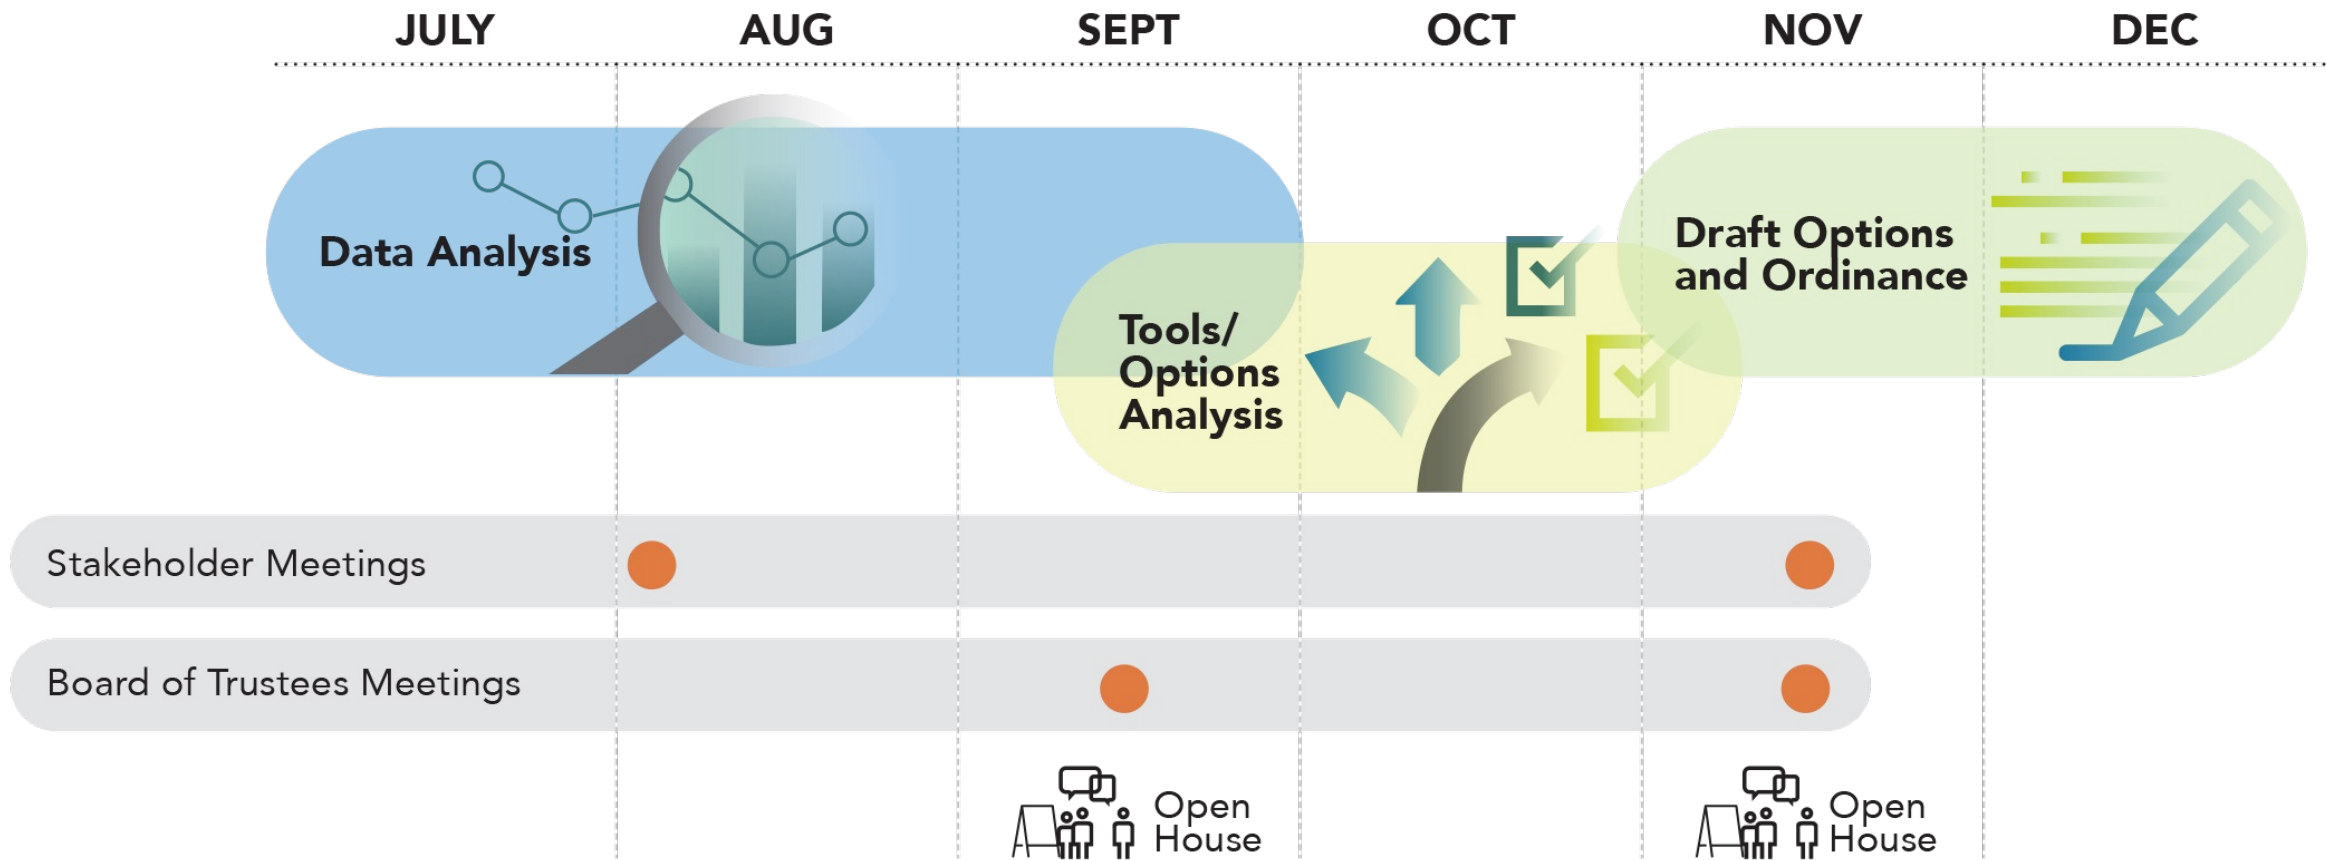 JULY AUG SEPT OCT NOV DEC
Data Analysis
Tools/
Options
Analysis
Draft Options
and Ordinance
Stakeholder Meetings
Board of Trustees Meetings
Open
House
Open
House